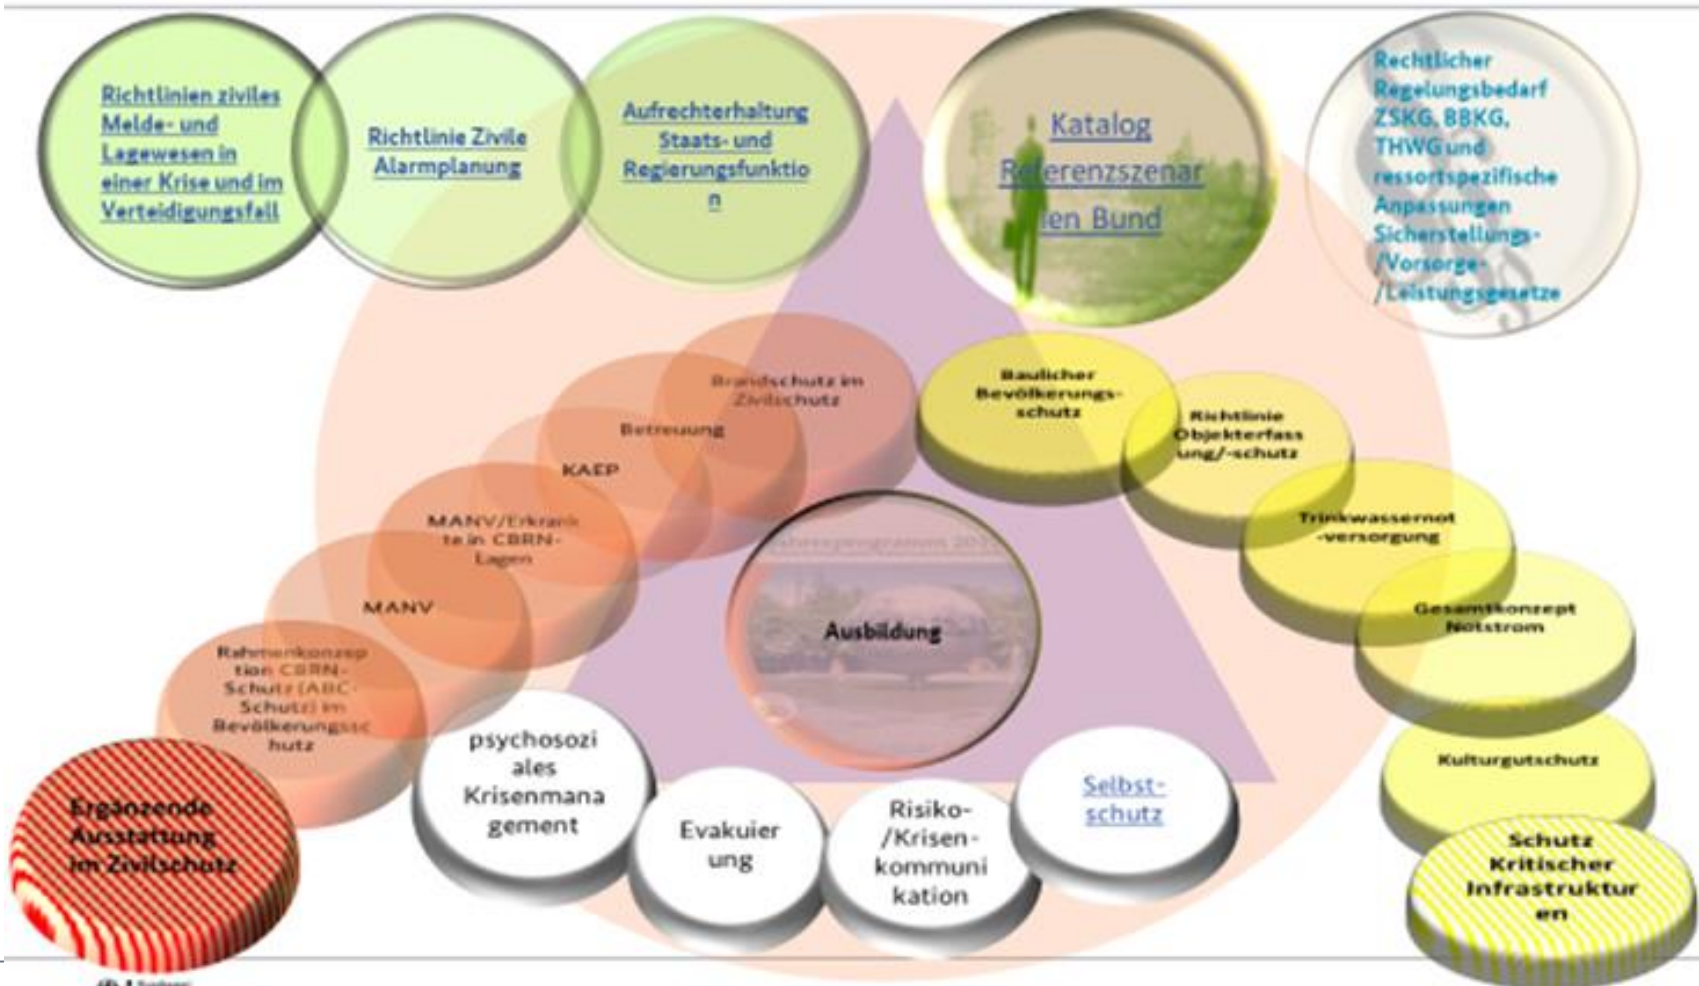 Richtlinien ziviles
Melde- und
Lagewesen in
einer Krise und im
Verteidigungsfall
Richtlinie Zivile
Alarmplanung
Aufrechterhaltung
Staats- und
Regierungsfunktio
n
Katalog
Referenzszenar
ien Bund
Rechtlicher
Regelungsbedarf
ZSKG, BBKG,
THWG und
ressortspezifische
Anpassungen
Sicherstellungs-
/Vorsorge-
/Leistungsgesetze
Brandschutz im
Zivilschutz
Betreuung
KAEP
MANV/Erkrank
te in CBRN-
Lagen
MANV
Rahmenkonzep
tion CBRN-
Schutz (ABC-
Schutz) im
Bevölkerungssc
hutz
Ergänzende
Ausstattung
im Zivilschutz
Baulicher
Bevölkerungs-
schutz
Richtlinie
Objekterfass
ung/-schutz
Trinkwassernot
-versorgung
Gesamtkonzept
Notstrom
Kulturgutschutz
Schutz
Kritischer
Infrastruktur
en
Jahresprogramm
Ausbildung
psychosozi
ales
Krisenmana
gement
Evakuier
ung
Risiko-
/Krisen-
kommuni
kation
Selbst-
schutz